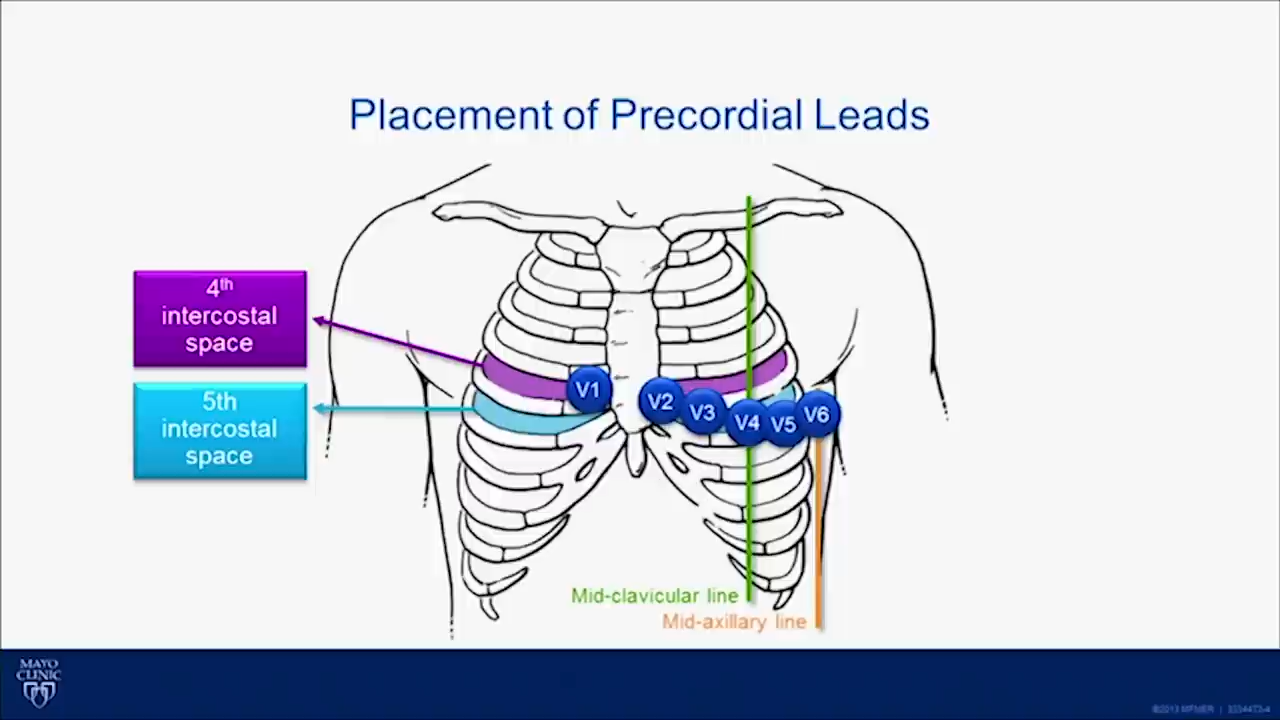 Placement of Precordial Leads
4th
intercostal
space
5th
intercostal
space
V1
V2
V3
V4
V5
V6
Mid-clavicular line
Mid-axillary line
MAYO
CLINIC